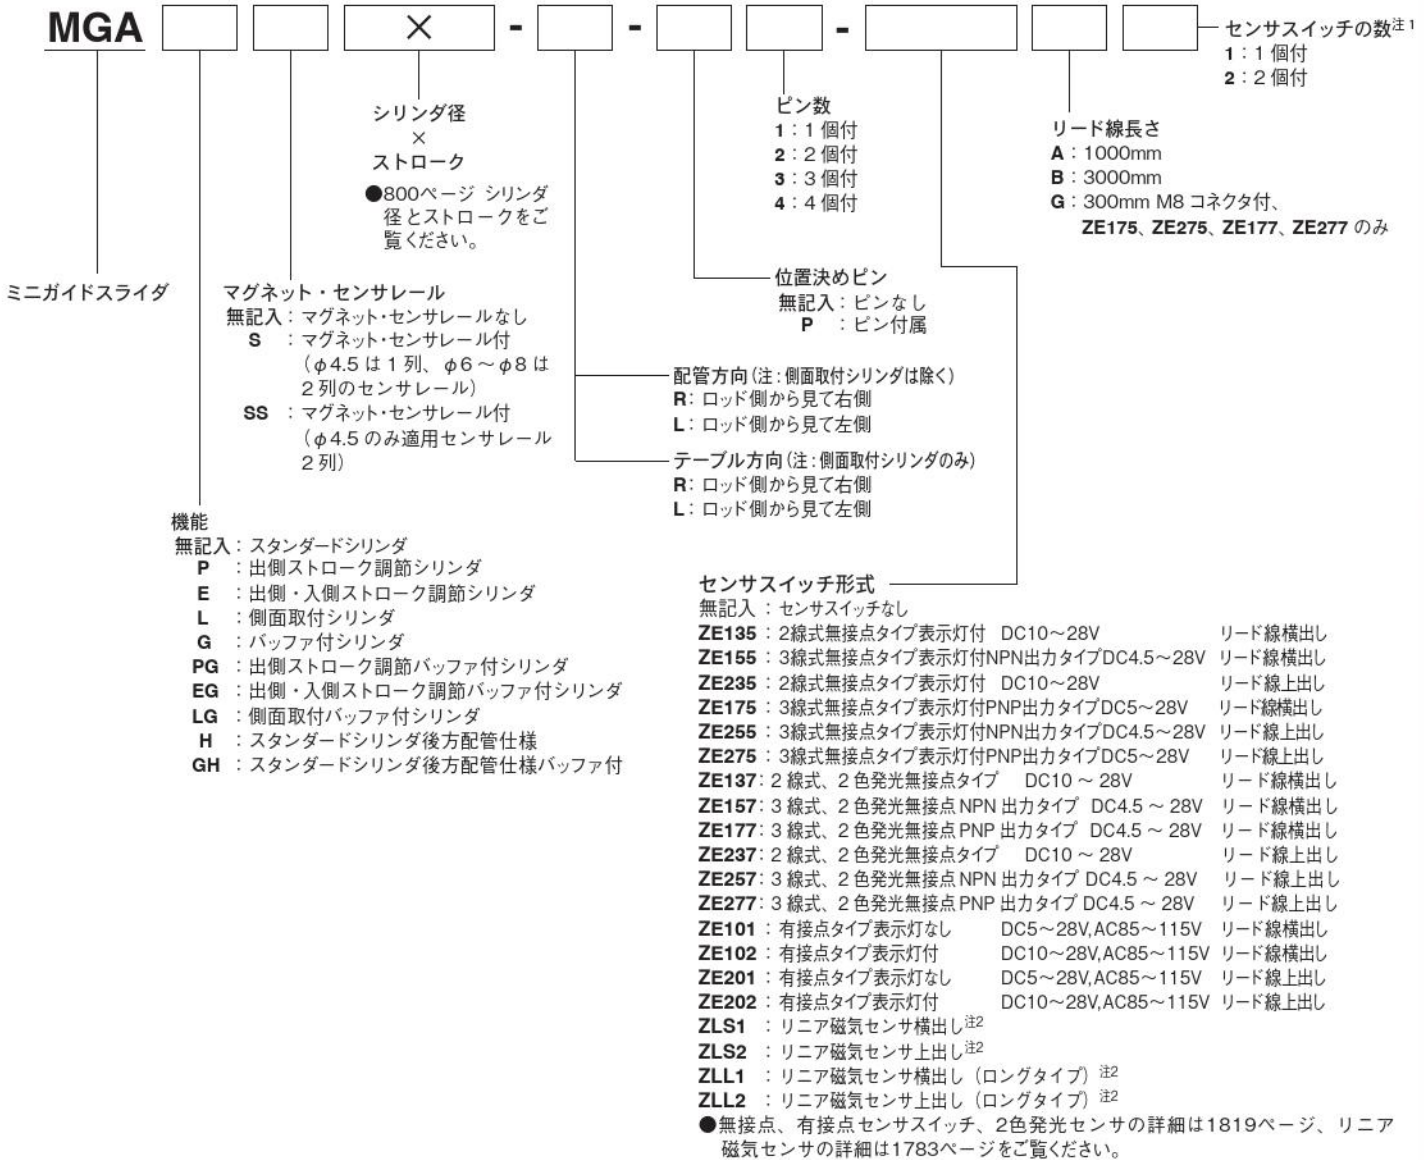 MGA × - - -
センサスイッチの数注1
1：1個付
2：2個付
シリンダ径
×
ストローク
●800ページ シリンダ
径とストロークをご
覧ください。
ピン数
1：1個付
2：2個付
3：3個付
4：4個付
リード線長さ
A：1000mm
B：3000mm
G：300mm M8 コネクタ付、
ZE175、ZE275、ZE177、ZE277 のみ
ミニガイドスライダ
マグネット・センサレール
無記入：マグネット・センサレールなし
S ：マグネット・センサレール付
（φ4.5は1列、φ6～φ8は
2列のセンサレール）
SS ：マグネット・センサレール付
（φ4.5のみ適用センサレール
2列）
位置決めピン
無記入：ピンなし
P ：ピン付属
配管方向（注：側面取付シリンダは除く）
R：ロッド側から見て右側
L：ロッド側から見て左側
テーブル方向（注：側面取付シリンダのみ）
R：ロッド側から見て右側
L：ロッド側から見て左側
機能
無記入：スタンダードシリンダ
P ：出側ストローク調節シリンダ
E ：出側・入側ストローク調節シリンダ
L ：側面取付シリンダ
G ：バッファ付シリンダ
PG ：出側ストローク調節バッファ付シリンダ
EG ：出側・入側ストローク調節バッファ付シリンダ
LG ：側面取付バッファ付シリンダ
H ：スタンダードシリンダ後方配管仕様
GH ：スタンダードシリンダ後方配管仕様バッファ付
センサスイッチ形式
無記入：センサスイッチなし
ZE135：2線式無接点タイプ表示灯付 DC10～28V リード線横出し
ZE155：3線式無接点タイプ表示灯付NPN出力タイプDC4.5～28V リード線横出し
ZE235：2線式無接点タイプ表示灯付 DC10～28V リード線上出し
ZE175：3線式無接点タイプ表示灯付PNP出力タイプDC5～28V リード線横出し
ZE255：3線式無接点タイプ表示灯付NPN出力タイプDC4.5～28V リード線上出し
ZE275：3線式無接点タイプ表示灯付PNP出力タイプDC5～28V リード線上出し
ZE137：2線式、2色発光無接点タイプ DC10～28V リード線横出し
ZE157：3線式、2色発光無接点NPN出力タイプ DC4.5～28V リード線横出し
ZE177：3線式、2色発光無接点PNP出力タイプ DC4.5～28V リード線横出し
ZE237：2線式、2色発光無接点タイプ DC10～28V リード線上出し
ZE257：3線式、2色発光無接点NPN出力タイプ DC4.5～28V リード線上出し
ZE277：3線式、2色発光無接点PNP出力タイプ DC4.5～28V リード線上出し
ZE101：有接点タイプ表示灯なし DC5～28V,AC85～115V リード線横出し
ZE102：有接点タイプ表示灯付 DC10～28V,AC85～115V リード線横出し
ZE201：有接点タイプ表示灯なし DC5～28V,AC85～115V リード線上出し
ZE202：有接点タイプ表示灯付 DC10～28V,AC85～115V リード線上出し
ZLS1 ：リニア磁気センサ横出し注2
ZLS2 ：リニア磁気センサ上出し注2
ZLL1 ：リニア磁気センサ横出し（ロングタイプ）注2
ZLL2 ：リニア磁気センサ上出し（ロングタイプ）注2
●無接点、有接点センサスイッチ、2色発光センサの詳細は1819ページ、リニア
磁気センサの詳細は1783ページをご覧ください。